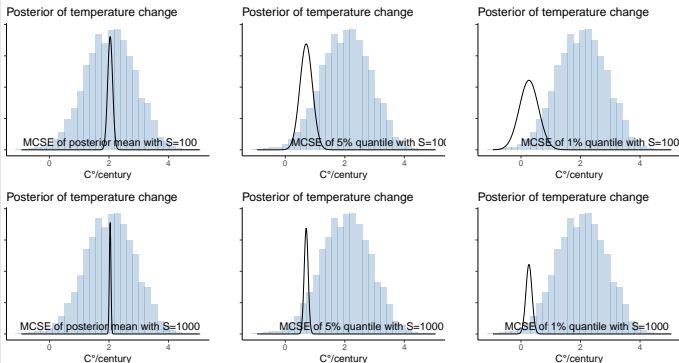 Posterior of temperature change
Posterior of temperature change
Posterior of temperature change
MCSE of posterior mean with S=100
MCSE of 5% quantile with S=100
MCSE of 1% quantile with S=100
0 2 4
0 2 4
0 2 4
C°/century
C°/century
C°/century
Posterior of temperature change
Posterior of temperature change
Posterior of temperature change
MCSE of posterior mean with S=1000
MCSE of 5% quantile with S=1000
MCSE of 1% quantile with S=1000
0 2 4
0 2 4
0 2 4
C°/century
C°/century
C°/century